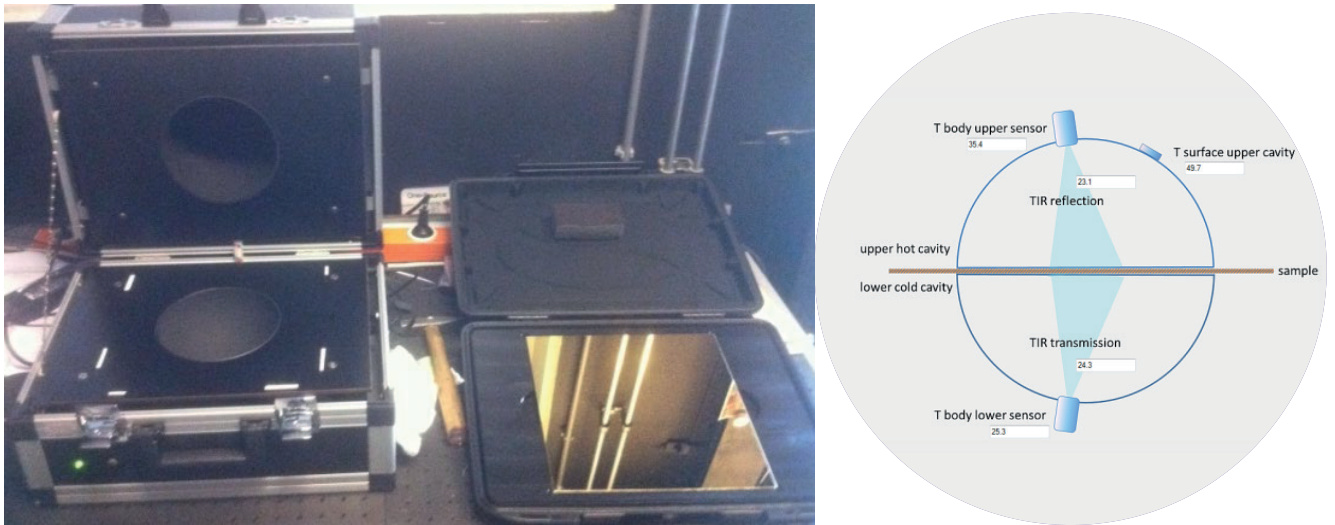 T body upper sensor
35.4
T surface upper cavity
49.7
23.1
TIR reflection
upper hot cavity
sample
lower cold cavity
TIR transmission
24.3
T body lower sensor
25.3